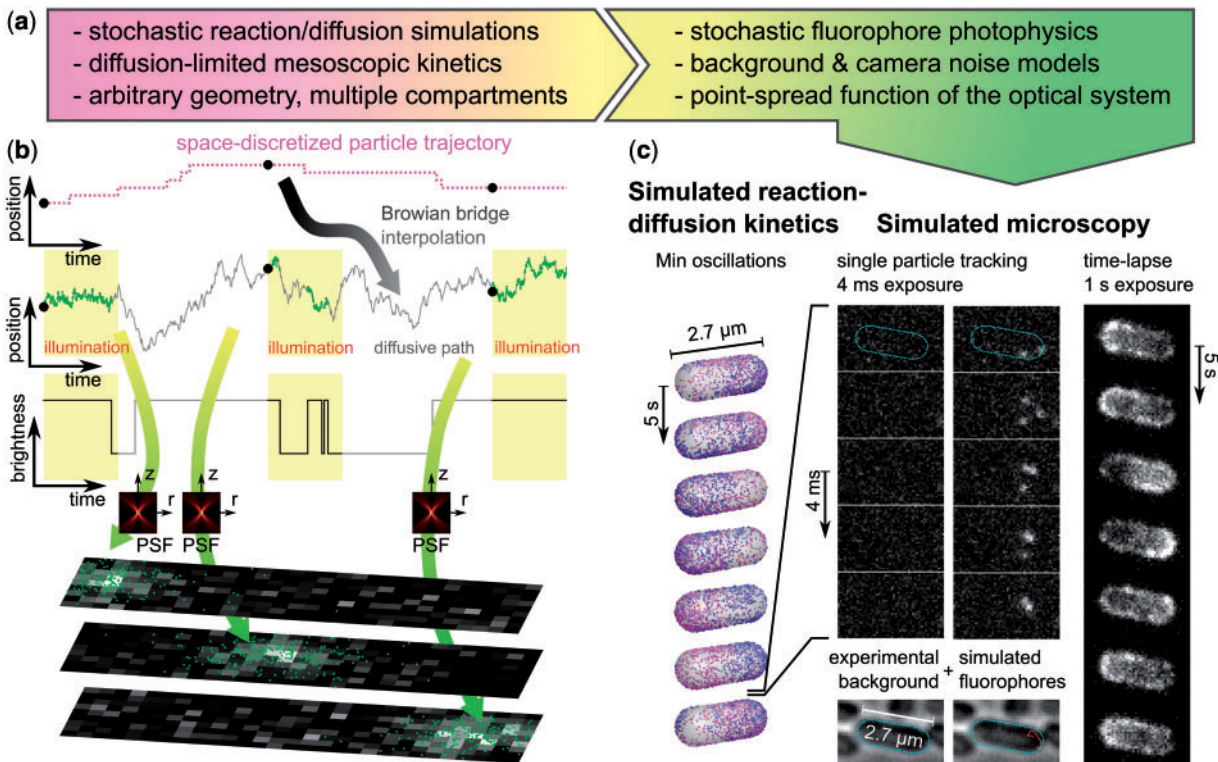 (a)
- stochastic reaction/diffusion simulations
- diffusion-limited mesoscopic kinetics
- arbitrary geometry, multiple compartments
- stochastic fluorophore photophysics
- background & camera noise models
- point-spread function of the optical system
(b)
space-discretized particle trajectory
position
time
Browian bridge
interpolation
position
illumination
illumination
diffusive path
illumination
time
brightness
time
z
r
PSF
z
r
PSF
z
r
PSF
(c)
Simulated reaction-
diffusion kinetics
Simulated microscopy
Min oscillations
single particle tracking
4 ms exposure
time-lapse
1 s exposure
2.7 µm
5 s
4 ms
5 s
experimental
background
+
simulated
fluorophores
2.7 µm